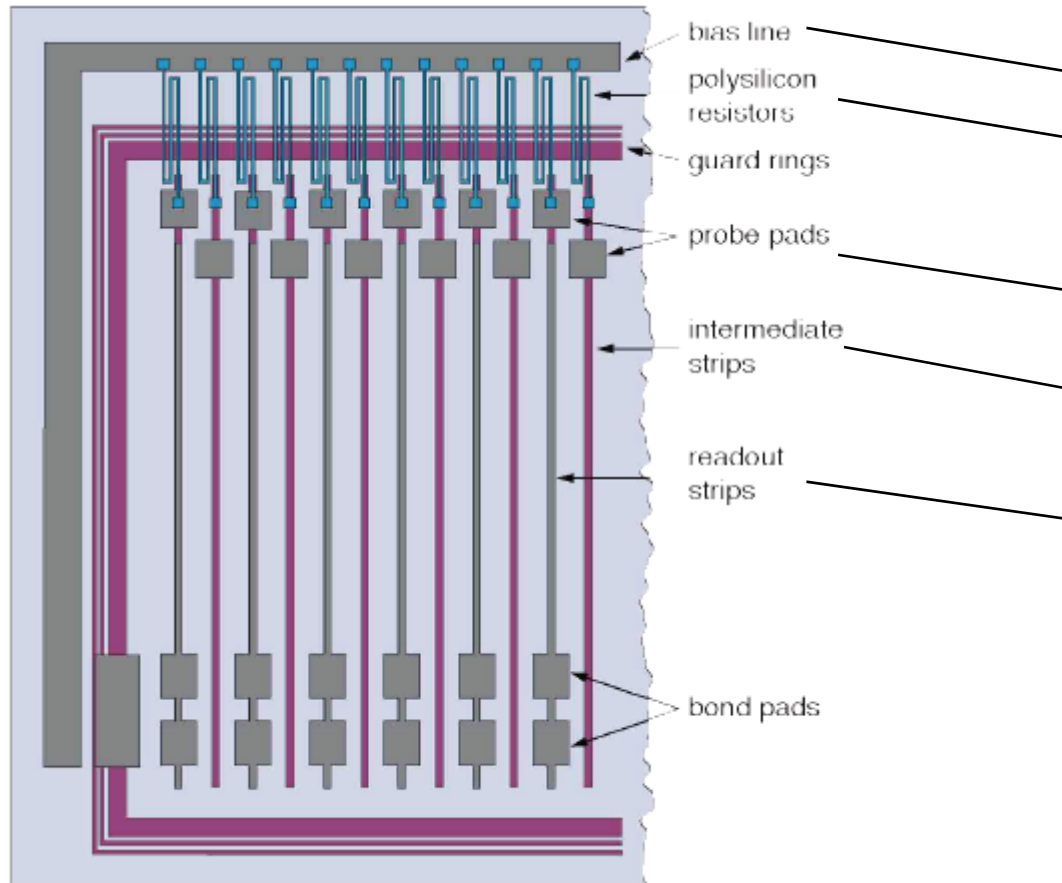 bias line
polysilicon
resistors
guard rings
probe pads
intermediate
strips
readout
strips
bond pads